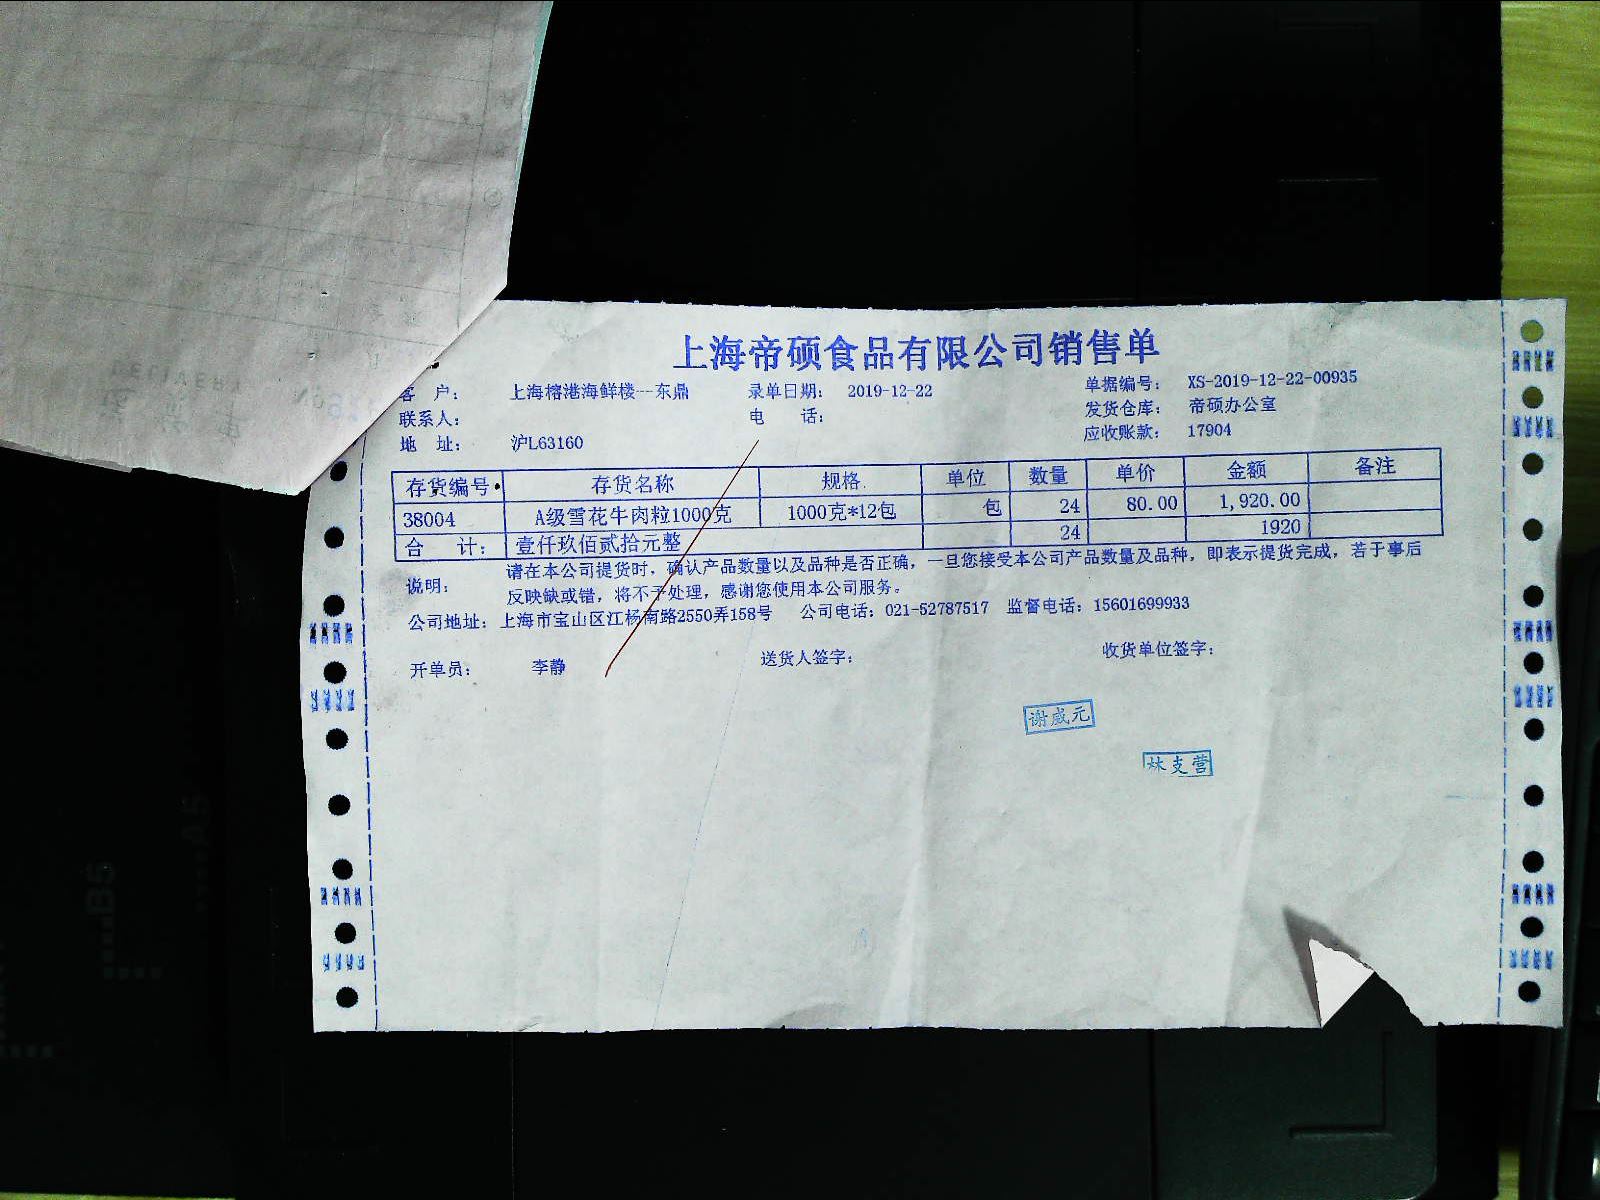 上海帝硕食品有限公司销售单
客 户： 上海榕港海鲜楼---东鼎 录单日期： 2019-12-22 单据编号： XS-2019-12-22-00935
联系人： 电 话： 发货仓库： 帝硕办公室
地 址： 沪L63160 应收账款： 17904
存货编号 存货名称 规格 单位 数量 单价 金额 备注
38004 A级雪花牛肉粒1000克 1000克*12包 包 24 80.00 1,920.00
合 计： 壹仟玖佰贰拾元整 24 1920
说明： 请在本公司提货时，确认产品数量以及品种是否正确，一旦您接受本公司产品数量及品种，即表示提货完成，若于事后
反映缺或错，将不予处理，感谢您使用本公司服务。
公司地址：上海市宝山区江杨南路2550弄158号 公司电话：021-52787517 监督电话：15601699933
开单员： 李静 送货人签字： 收货单位签字：
谢威元
林支营
B5
A5